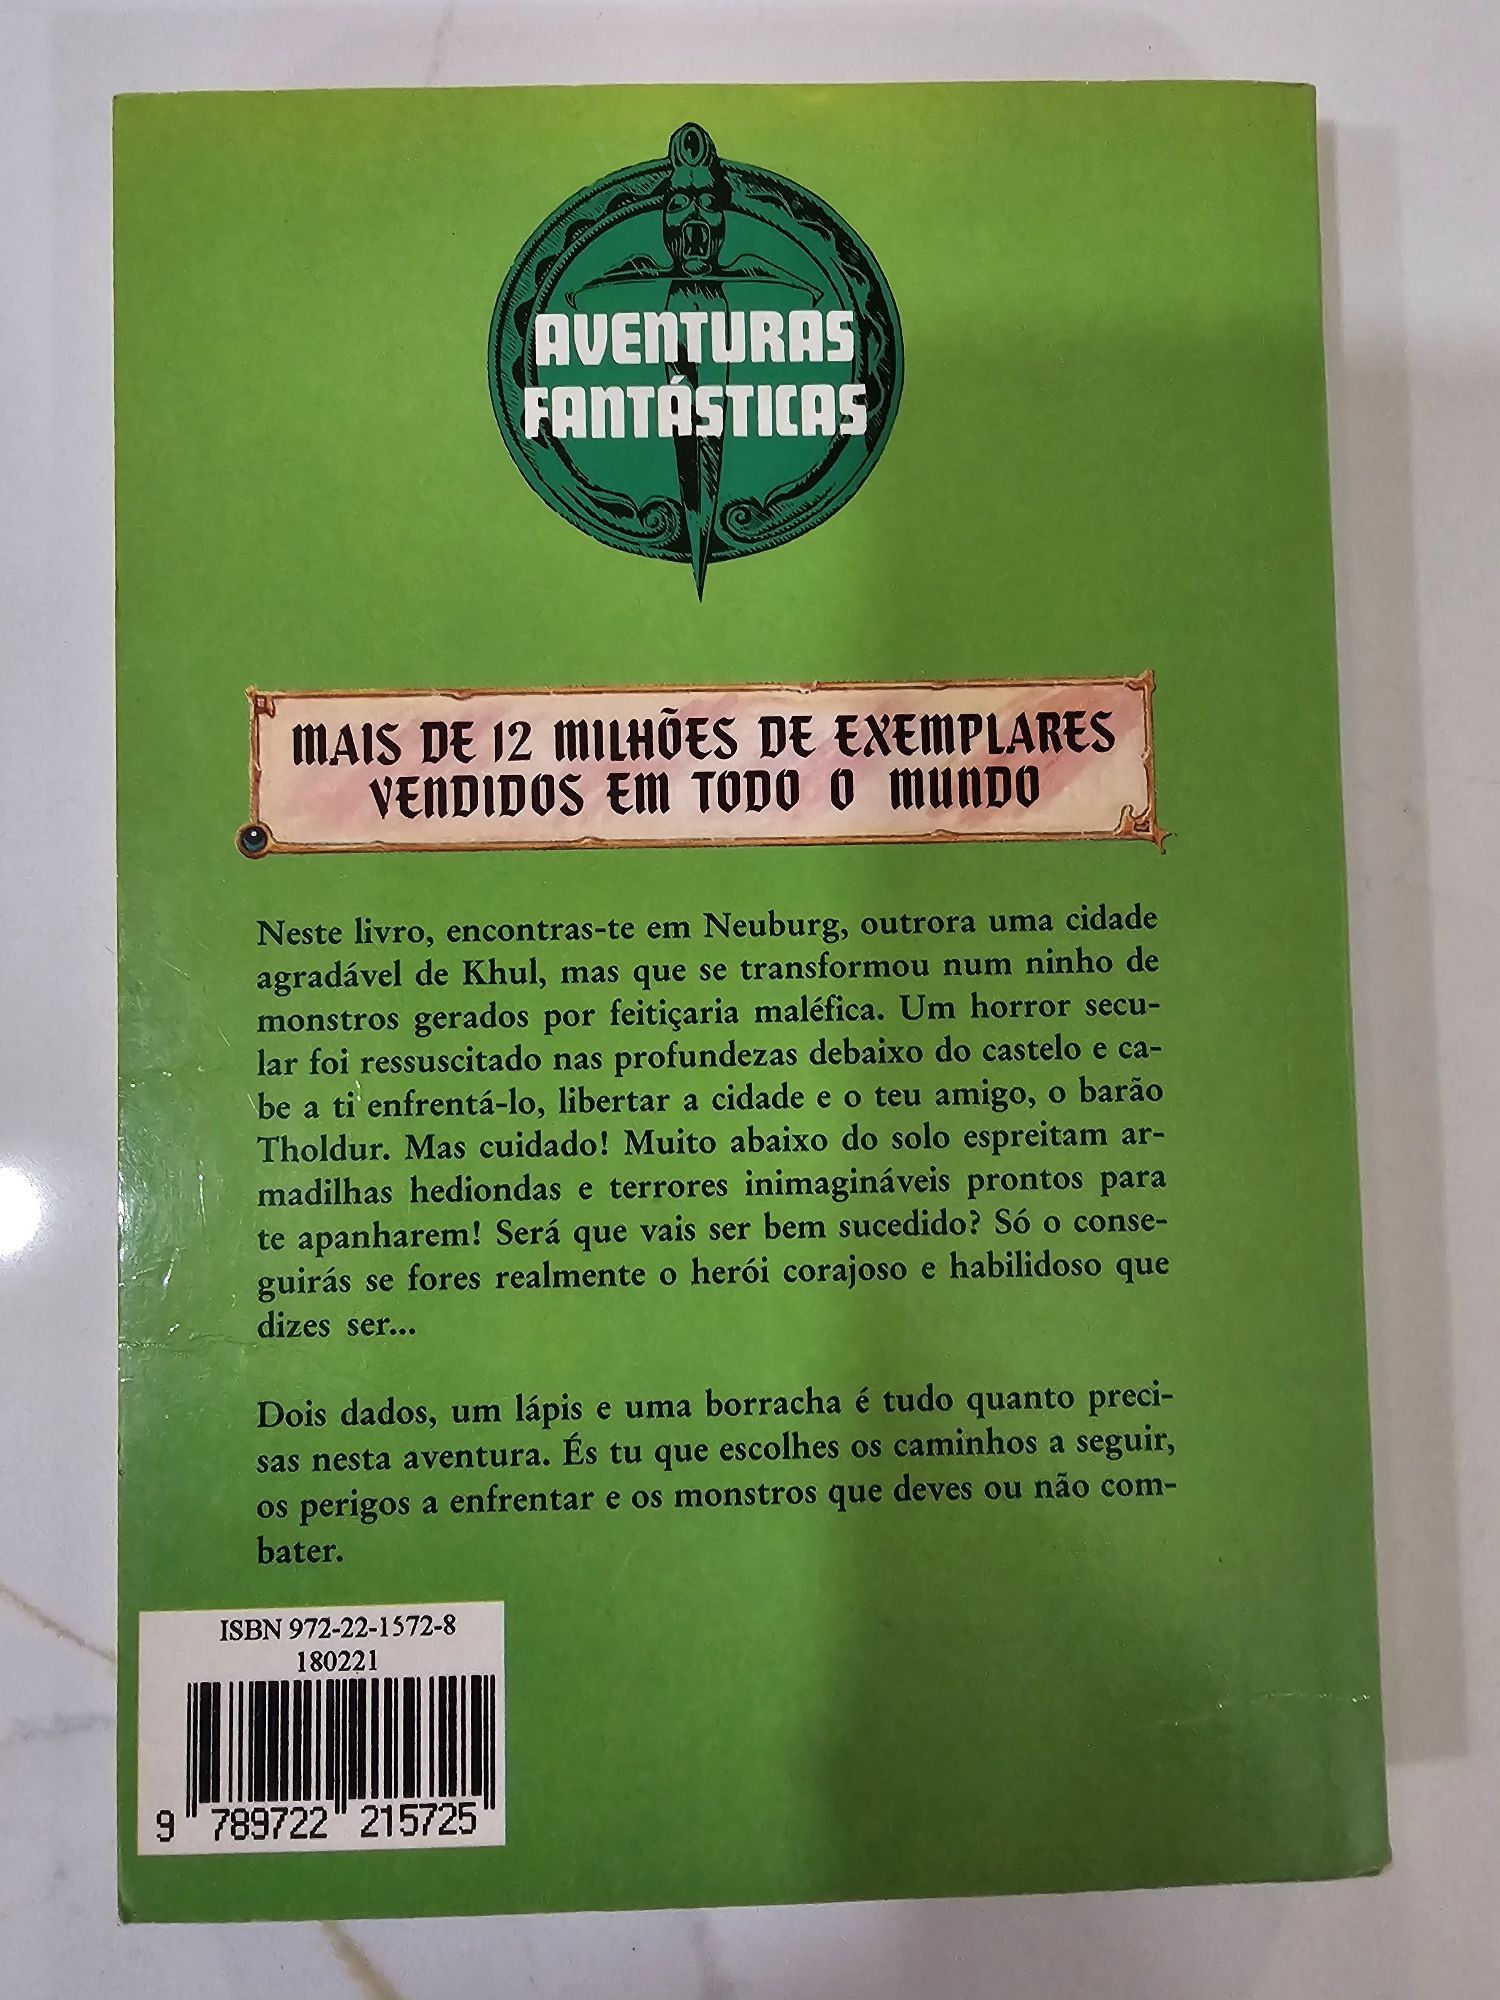 AVENTURAS
FANTÁSTICAS
MAIS DE 12 MILHÕES DE EXEMPLARES
VENDIDOS EM TODO O MUNDO
Neste livro, encontras-te em Neuburg, outrora uma cidade
agradável de Khul, mas que se transformou num ninho de
monstros gerados por feitiçaria maléfica. Um horror secu-
lar foi ressuscitado nas profundezas debaixo do castelo e ca-
be a ti enfrentá-lo, libertar a cidade e o teu amigo, o barão
Tholdur. Mas cuidado! Muito abaixo do solo espreitam ar-
madilhas hediondas e terrores inimagináveis prontos para
te apanharem! Será que vais ser bem sucedido? Só o conse-
guirás se fores realmente o herói corajoso e habilidoso que
dizes ser...
Dois dados, um lápis e uma borracha é tudo quanto preci-
sas nesta aventura. És tu que escolhes os caminhos a seguir,
os perigos a enfrentar e os monstros que deves ou não com-
bater.
ISBN 972-22-1572-8
180221
9 789722 215725